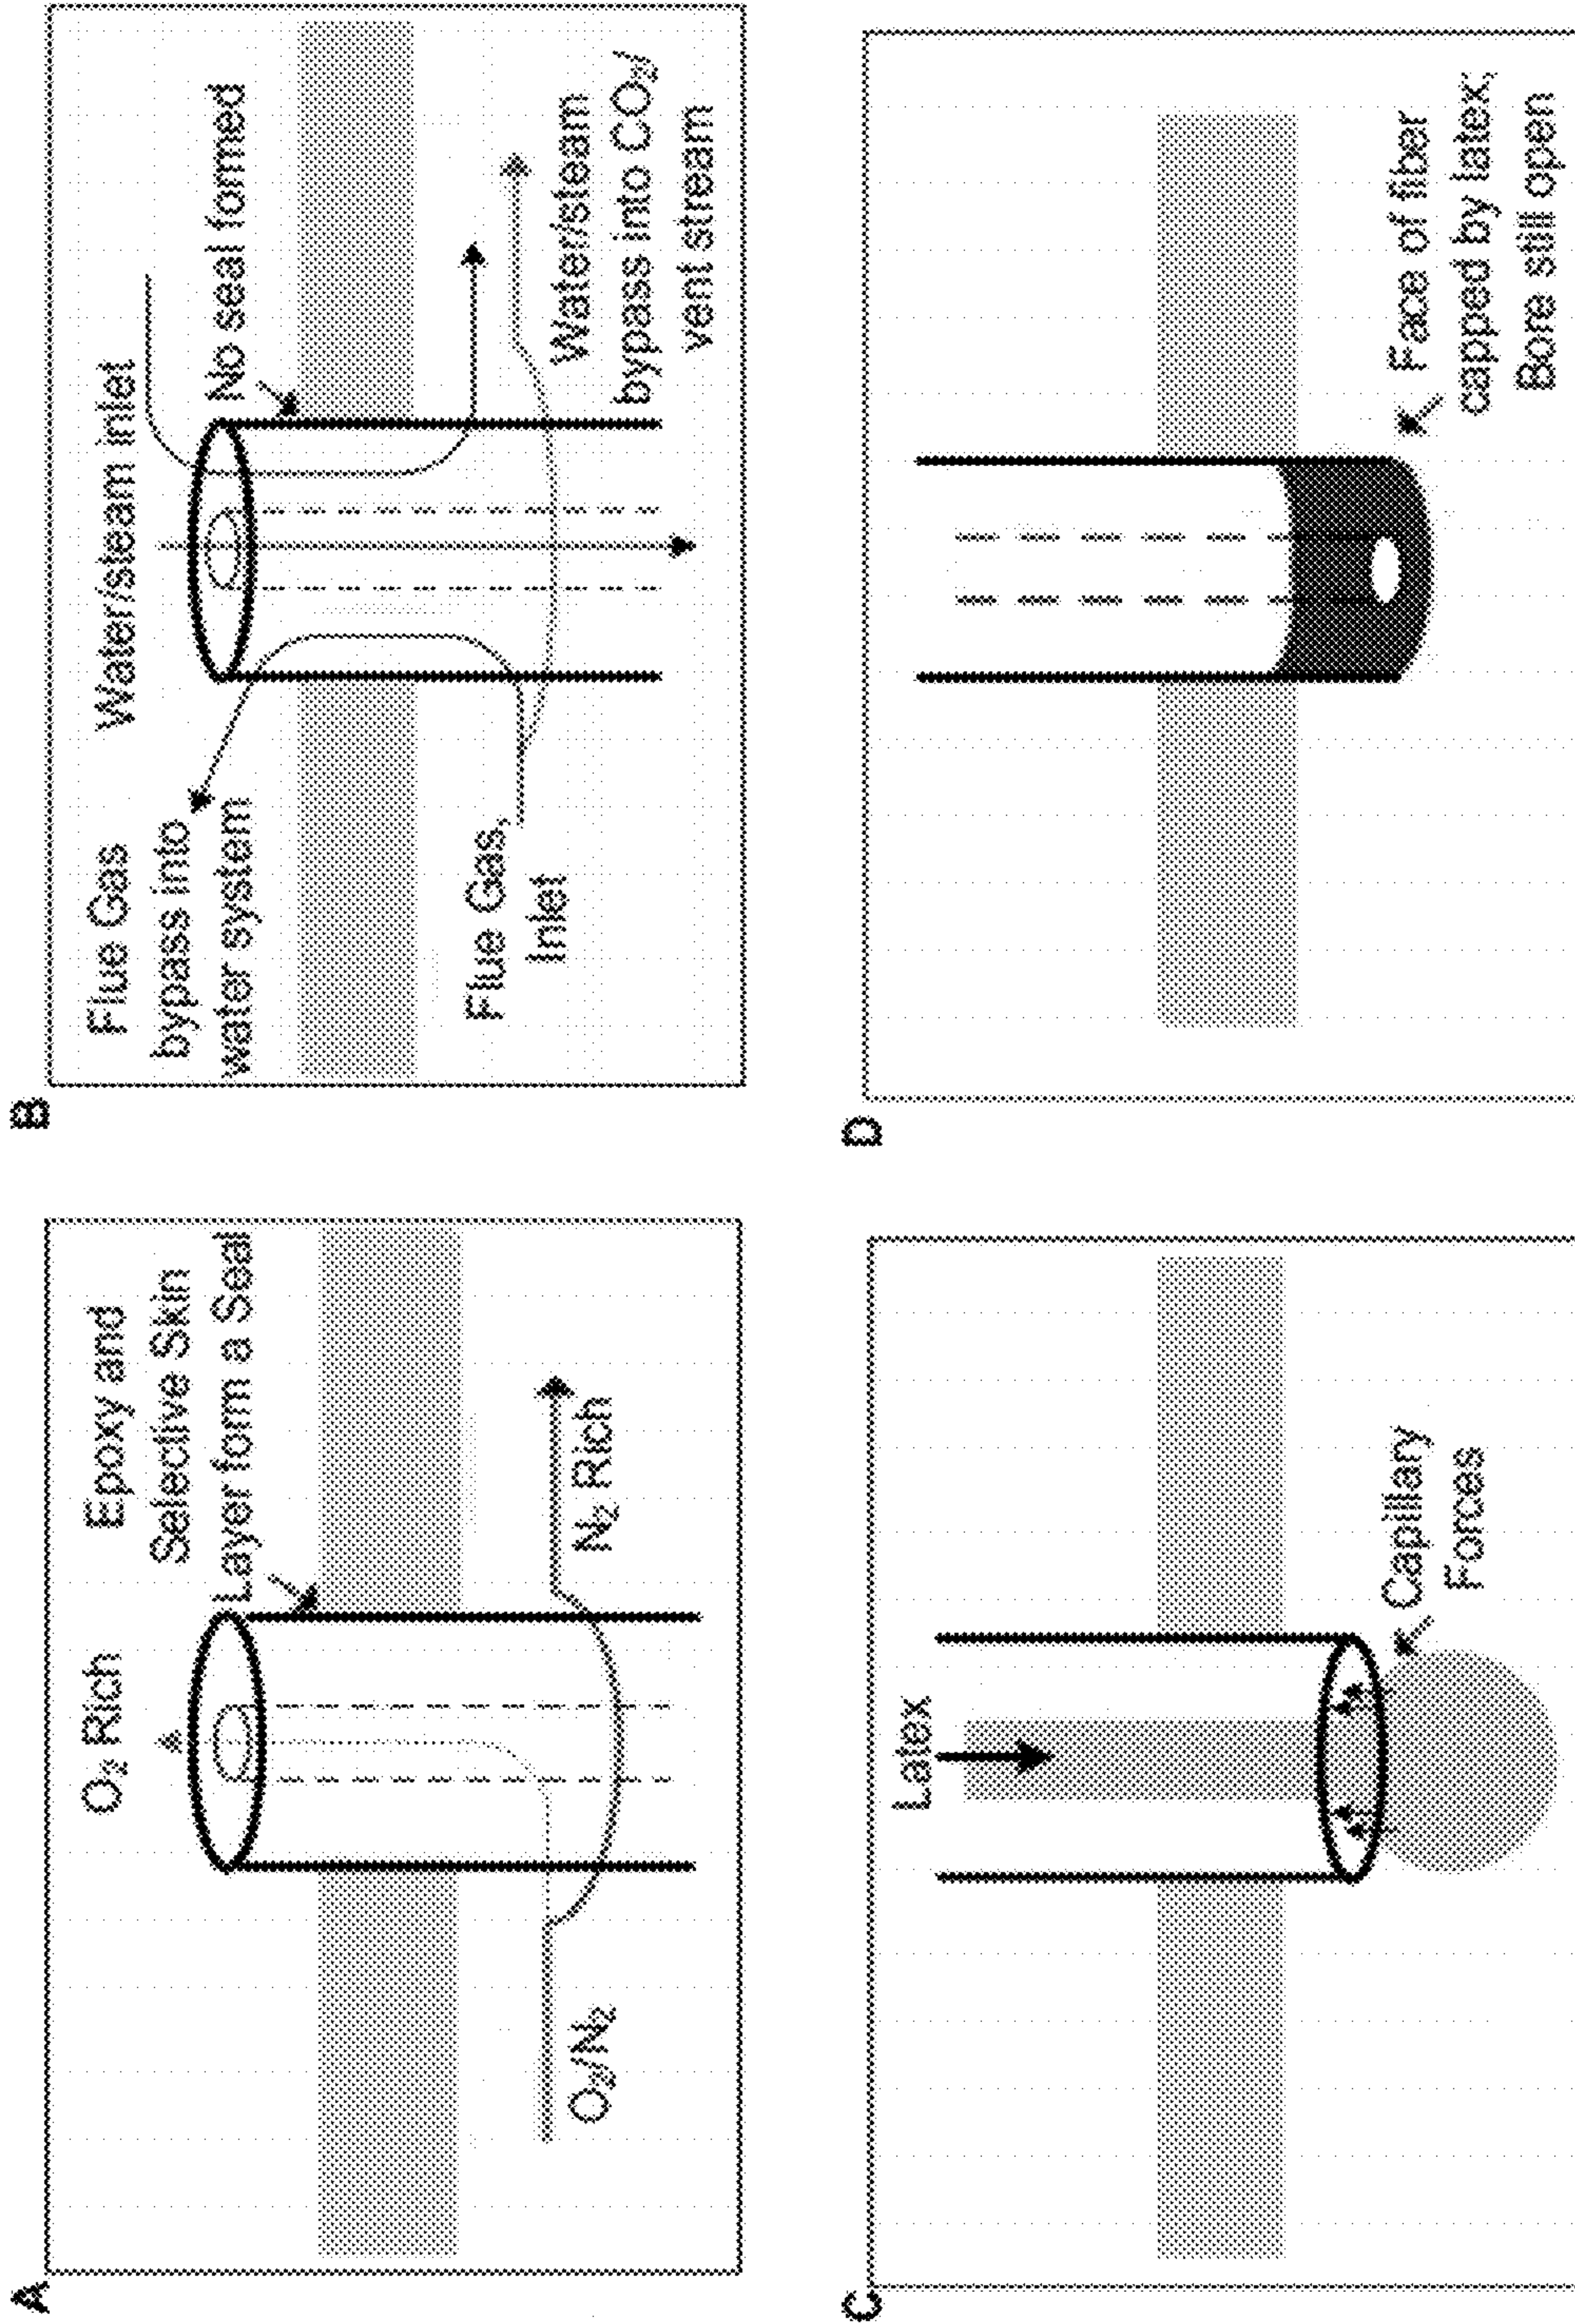 A
O₂ Rich
Epoxy and
Selective Skin
Layer form a Seal
O₂/N₂
N₂ Rich
B
Flue Gas
bypass into
water system
Water/steam inlet
No seal formed
Flue Gas,
Inlet
Water/steam
bypass into CO₂/
vent stream
C
Latex
Capillary
Forces
D
Face of fiber
capped by latex;
Bore still open